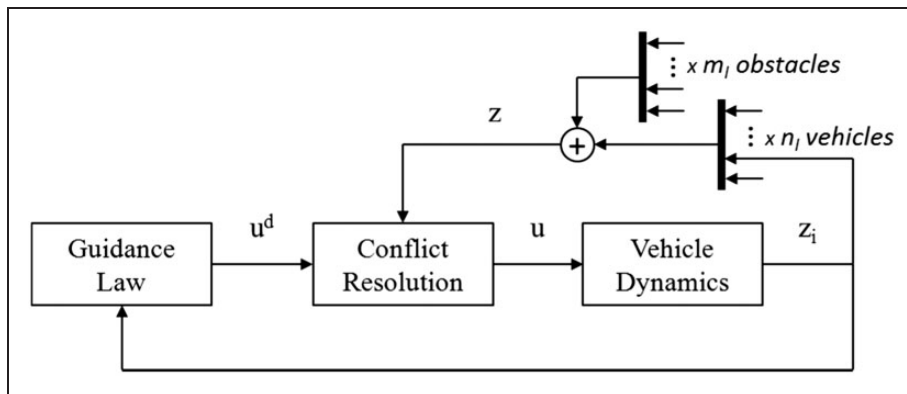 ⋮ x m_l obstacles
z
+
⋮ x n_l vehicles
Guidance
Law
u^d
Conflict
Resolution
u
Vehicle
Dynamics
z_i